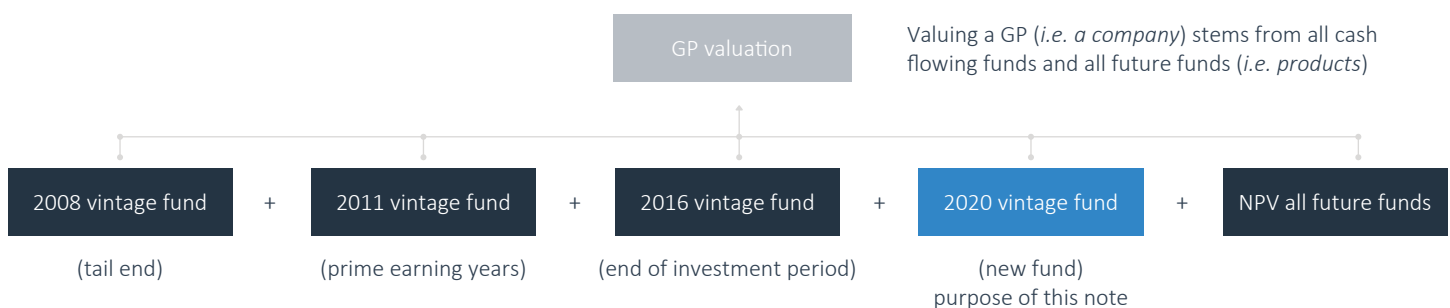 GP valuation
Valuing a GP (i.e. a company) stems from all cash
flowing funds and all future funds (i.e. products)
2008 vintage fund + 2011 vintage fund + 2016 vintage fund + 2020 vintage fund + NPV all future funds
(tail end) (prime earning years) (end of investment period) (new fund)
purpose of this note